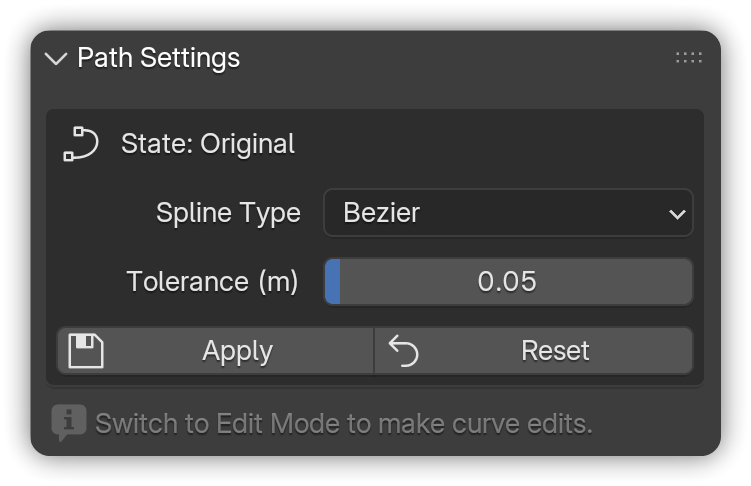 Path Settings
State: Original
Spline Type Bezier
Tolerance (m) 0.05
Apply Reset
Switch to Edit Mode to make curve edits.